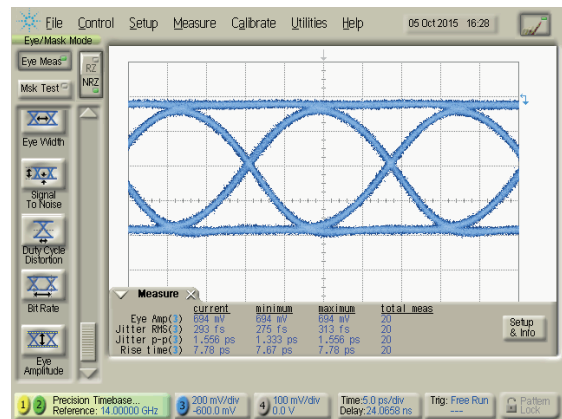 File Control Setup Measure Calibrate Utilities Help 05 Oct 2015 16:28
Eye/Mask Mode
Eye Meas
RZ
NRZ
Msk Test
Eye Width
Signal
To Noise
Duty Cycle
Distortion
Bit Rate
Eye
Amplitude
Measure
current minimum maximum total meas
Eye Amp(3) 694 mV 694 mV 694 mV 20
Jitter RMS(3) 293 fs 275 fs 313 fs 20
Jitter p-p(3) 1.556 ps 1.333 ps 1.556 ps 20
Rise time(3) 7.78 ps 7.67 ps 7.78 ps 20
Setup
& Info
1 2 Precision Timebase...
Reference: 14.00000 GHz
3 200 mV/div
-600.0 mV
4 100 mV/div
0.0 V
Time:5.0 ps/div
Delay:24.0658 ns
Trig: Free Run
---
Pattern
Lock